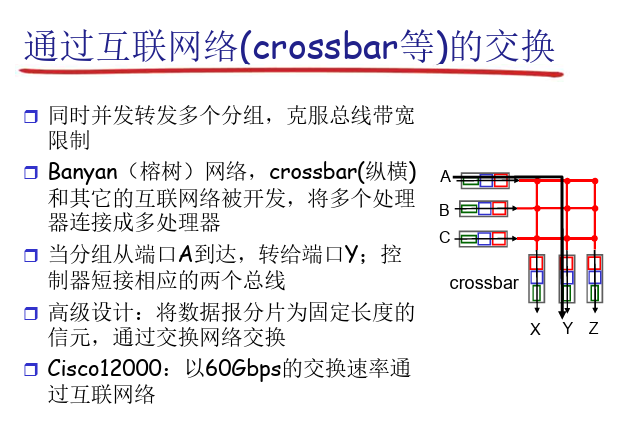 通过互联网络(crossbar等)的交换
同时并发转发多个分组，克服总线带宽
限制
Banyan（榕树）网络，crossbar(纵横)
和其它的互联网络被开发，将多个处理
器连接成多处理器
当分组从端口A到达，转给端口Y；控
制器短接相应的两个总线
高级设计：将数据报分片为固定长度的
信元，通过交换网络交换
Cisco12000：以60Gbps的交换速率通
过互联网络
A
B
C
crossbar
X Y Z